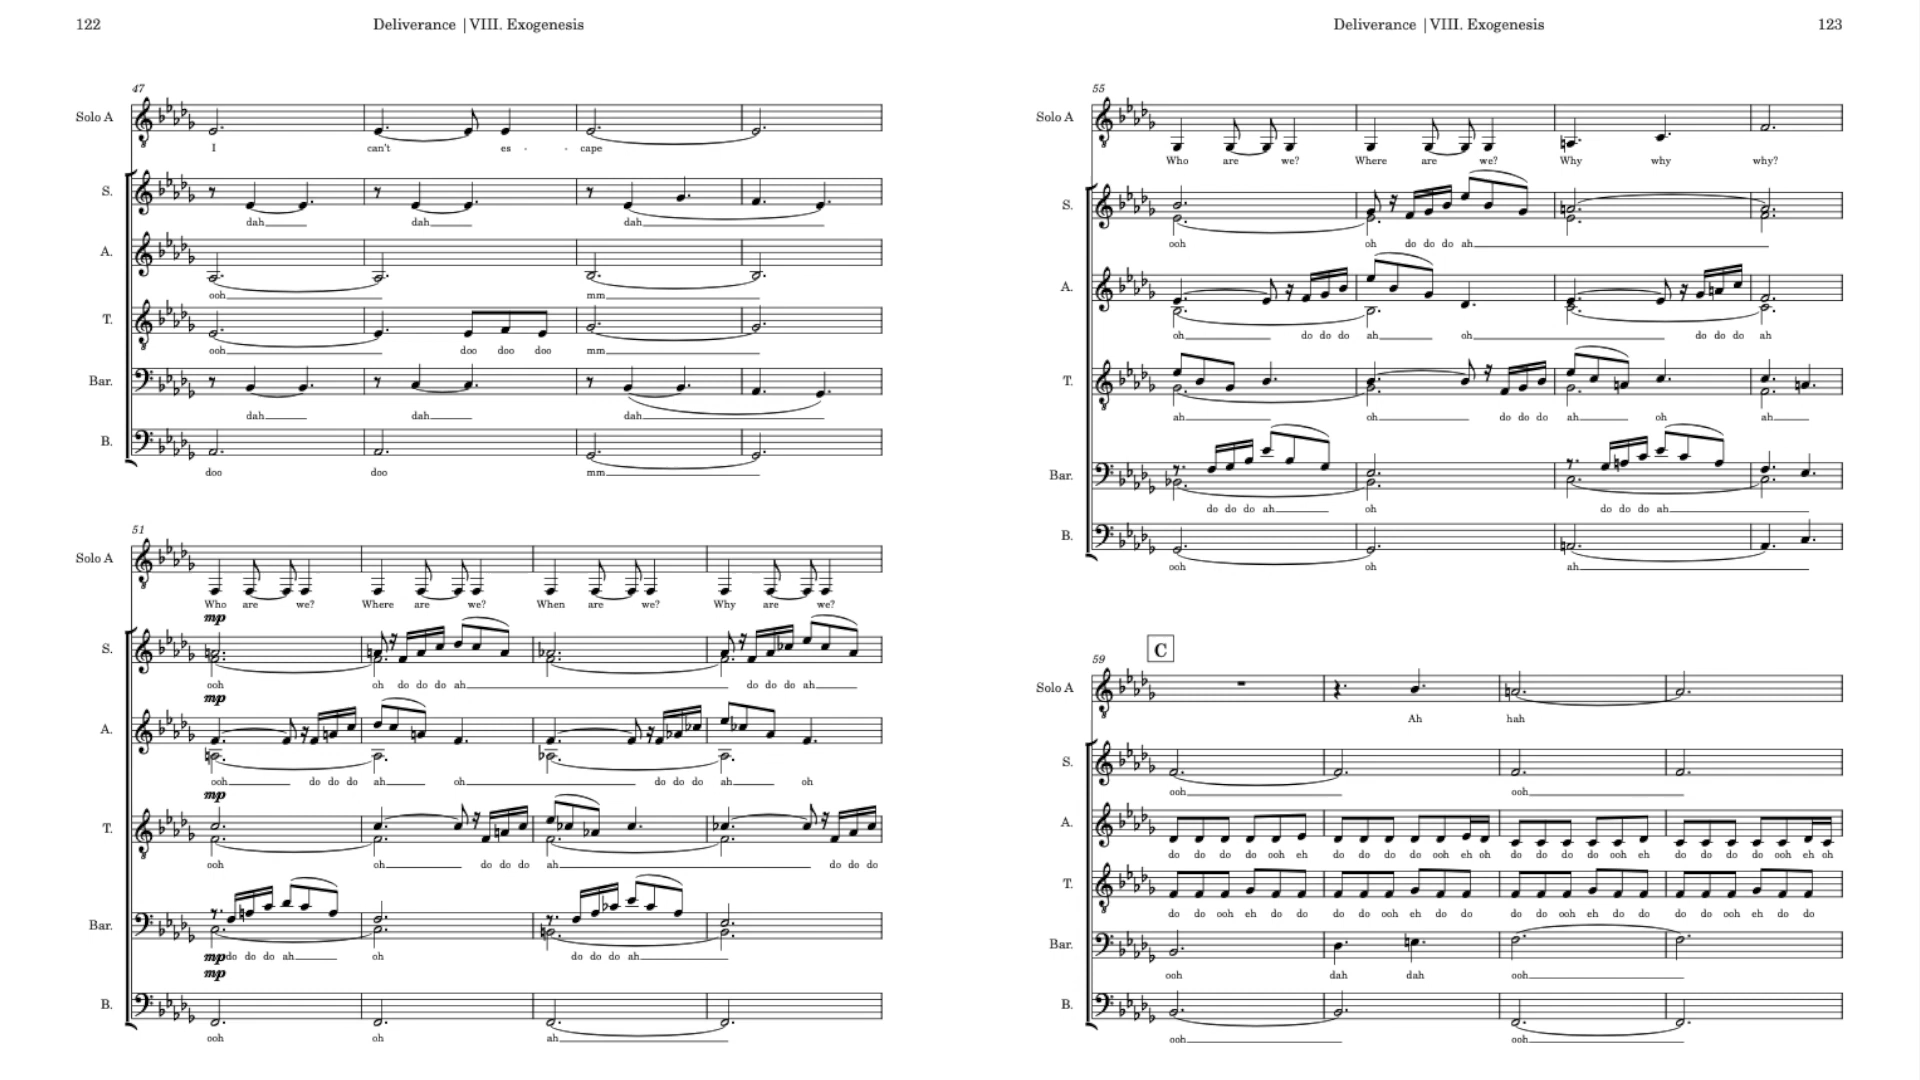 122
Deliverance | VIII. Exogenesis
47
Solo A
I can't es - - cape
S.
dah dah dah
A.
ooh mm
T.
ooh doo doo doo mm
Bar.
dah dah dah
B.
doo doo mm
51
Solo A
Who are we? Where are we? When are we? Why are we?
mp
S.
ooh oh do do do ah do do do ah
mp
A.
ooh do do do ah oh do do do ah oh
mp
T.
ooh oh do do do ah do do do
Bar.
mp do do do ah oh do do do ah
mp
B.
ooh oh ah
Deliverance | VIII. Exogenesis
123
55
Solo A
Who are we? Where are we? Why why why?
S.
ooh oh do do do ah
A.
oh do do do ah oh do do do ah
T.
ah oh do do do ah oh ah
Bar.
do do do ah oh do do do ah
B.
ooh oh ah
C
59
Solo A
Ah hah
S.
ooh ooh
A.
do do do do ooh eh do do do do ooh eh oh do do do do ooh eh do do do do ooh eh oh
T.
do do ooh eh do do do do ooh eh do do do do ooh eh do do do do ooh eh do do
Bar.
ooh dah dah ooh
B.
ooh ooh